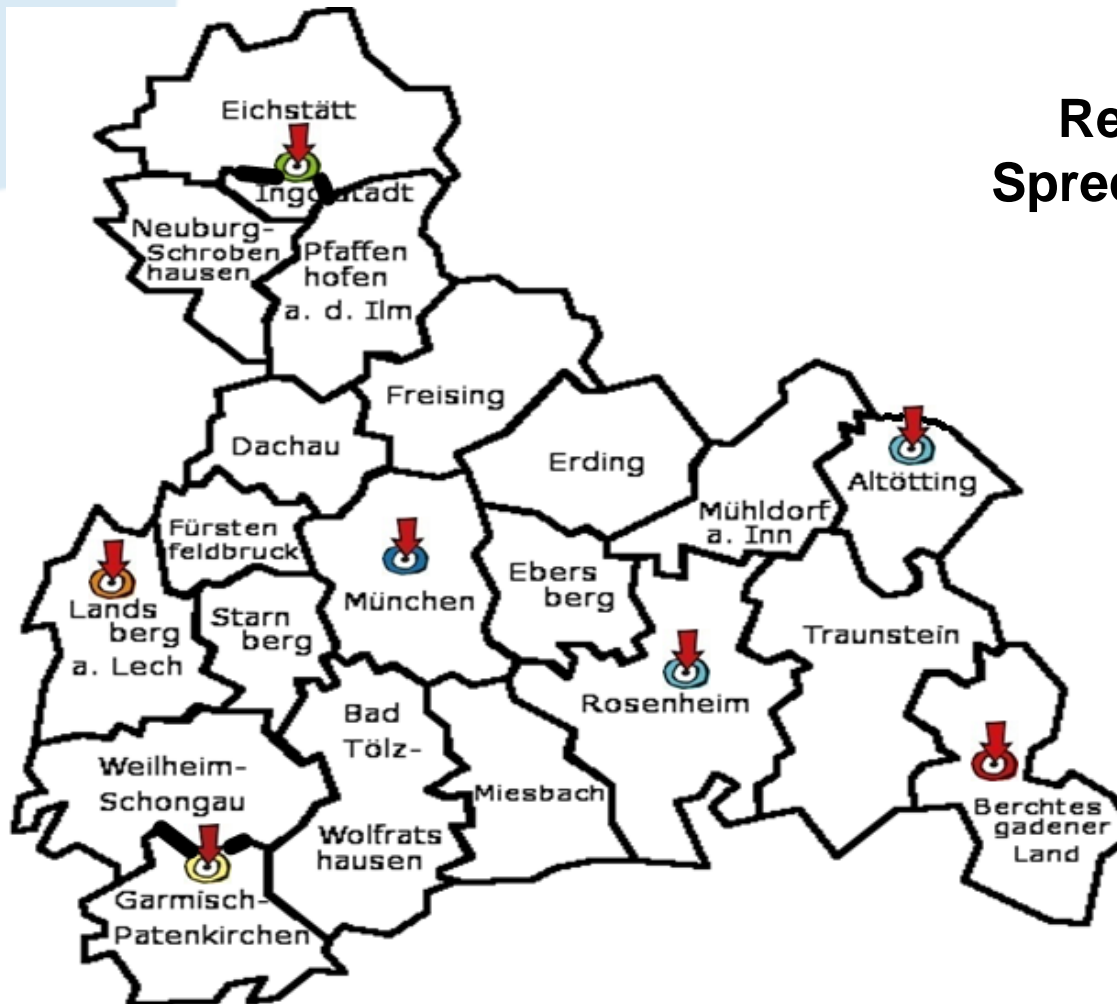 Re
Sprec
Eichstätt
Ingolstadt
Neuburg-
Schroben
hausen
Pfaffen
hofen
a. d. Ilm
Freising
Dachau
Erding
Altötting
Mühldorf
a. Inn
Fürsten
feldbruck
Ebers
berg
München
Lands
berg
a. Lech
Starn
berg
Traunstein
Rosenheim
Bad
Tölz-
Wolfrats
hausen
Weilheim-
Schongau
Miesbach
Berchtes
gadener
Land
Garmisch-
Patenkirchen